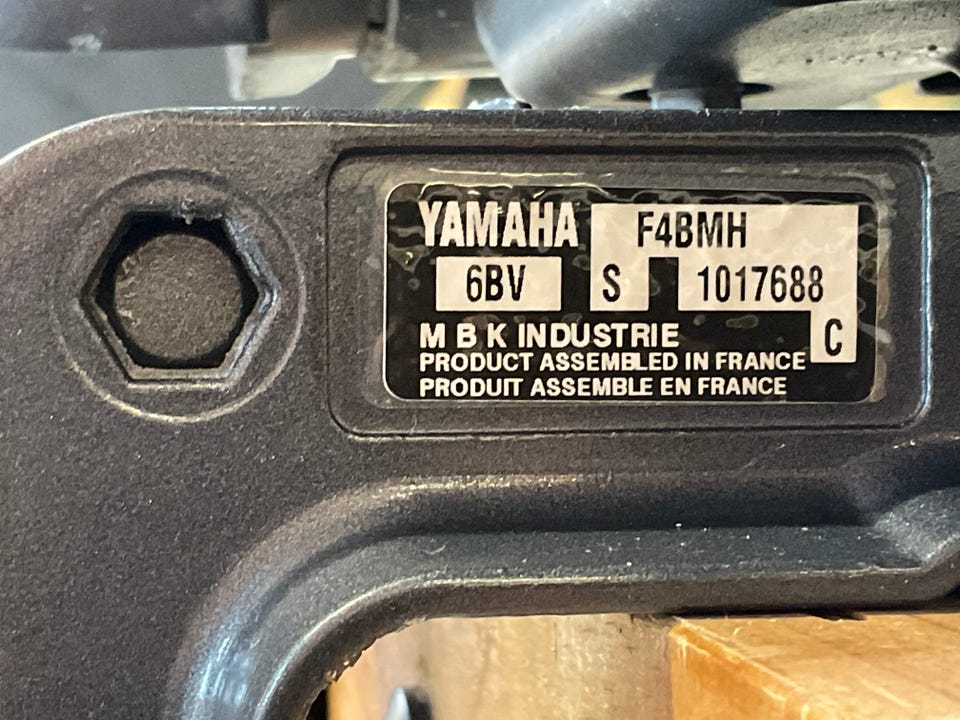 YAMAHA F4BMH
6BV S 1017688
M B K INDUSTRIE C
PRODUCT ASSEMBLED IN FRANCE
PRODUIT ASSEMBLE EN FRANCE